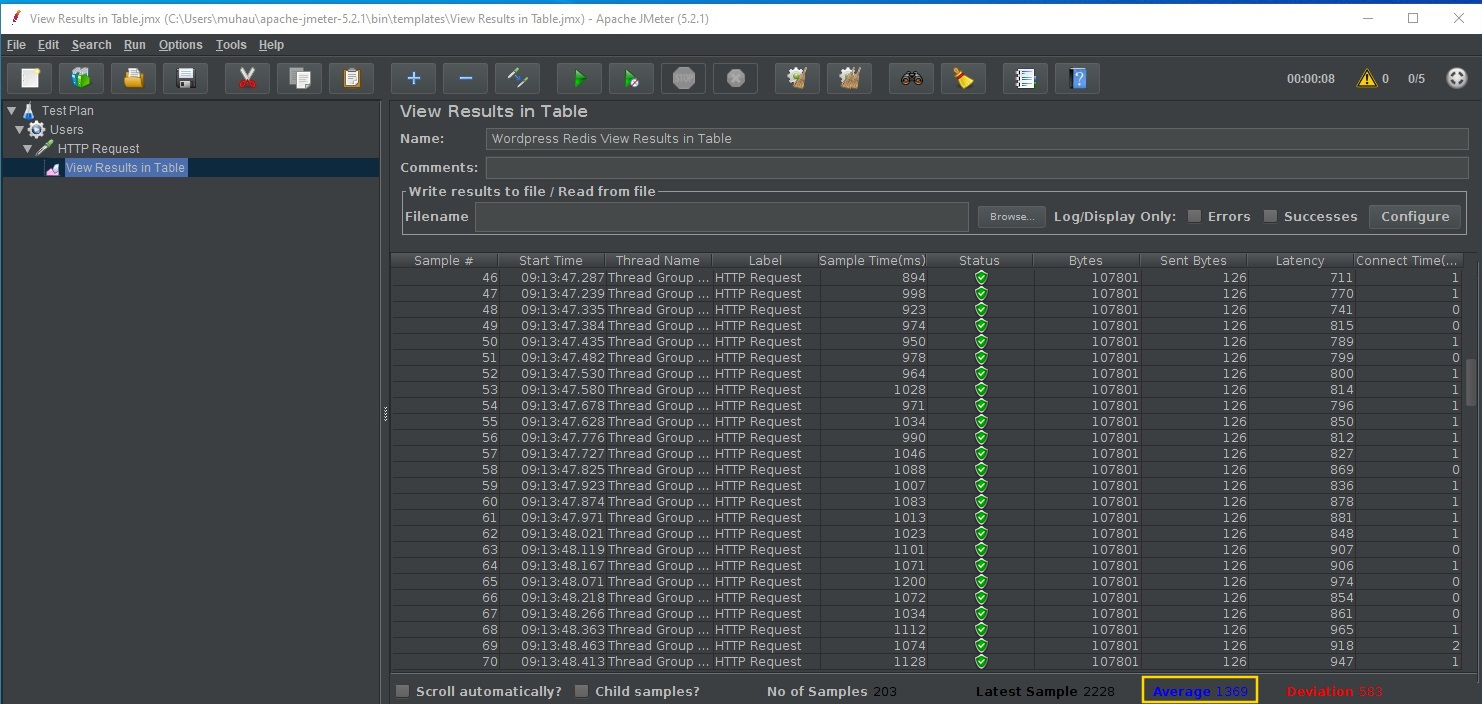 View Results in Table.jmx (C:\Users\muhau\apache-jmeter-5.2.1\bin\templates\View Results in Table.jmx) - Apache JMeter (5.2.1)
File Edit Search Run Options Tools Help
STOP 00:00:08 0 0/5
Test Plan
Users
HTTP Request
View Results in Table
View Results in Table
Name: Wordpress Redis View Results in Table
Comments:
Write results to file / Read from file
Filename Browse... Log/Display Only: Errors Successes Configure
Sample # Start Time Thread Name Label Sample Time(ms) Status Bytes Sent Bytes Latency Connect Time(...
46 09:13:47.287 Thread Group ... HTTP Request 894 107801 126 711 1
47 09:13:47.239 Thread Group ... HTTP Request 998 107801 126 770 1
48 09:13:47.335 Thread Group ... HTTP Request 923 107801 126 741 0
49 09:13:47.384 Thread Group ... HTTP Request 974 107801 126 815 0
50 09:13:47.435 Thread Group ... HTTP Request 950 107801 126 789 1
51 09:13:47.482 Thread Group ... HTTP Request 978 107801 126 799 0
52 09:13:47.530 Thread Group ... HTTP Request 964 107801 126 800 1
53 09:13:47.580 Thread Group ... HTTP Request 1028 107801 126 814 1
54 09:13:47.678 Thread Group ... HTTP Request 971 107801 126 796 1
55 09:13:47.628 Thread Group ... HTTP Request 1034 107801 126 850 1
56 09:13:47.776 Thread Group ... HTTP Request 990 107801 126 812 1
57 09:13:47.727 Thread Group ... HTTP Request 1046 107801 126 827 1
58 09:13:47.825 Thread Group ... HTTP Request 1088 107801 126 869 0
59 09:13:47.923 Thread Group ... HTTP Request 1007 107801 126 836 1
60 09:13:47.874 Thread Group ... HTTP Request 1083 107801 126 878 1
61 09:13:47.971 Thread Group ... HTTP Request 1013 107801 126 881 1
62 09:13:48.021 Thread Group ... HTTP Request 1023 107801 126 848 1
63 09:13:48.119 Thread Group ... HTTP Request 1101 107801 126 907 0
64 09:13:48.167 Thread Group ... HTTP Request 1071 107801 126 906 1
65 09:13:48.071 Thread Group ... HTTP Request 1200 107801 126 974 0
66 09:13:48.218 Thread Group ... HTTP Request 1072 107801 126 854 0
67 09:13:48.266 Thread Group ... HTTP Request 1034 107801 126 861 0
68 09:13:48.363 Thread Group ... HTTP Request 1112 107801 126 965 1
69 09:13:48.463 Thread Group ... HTTP Request 1074 107801 126 918 2
70 09:13:48.413 Thread Group ... HTTP Request 1128 107801 126 947 1
Scroll automatically? Child samples? No of Samples 203 Latest Sample 2228 Average 1369 Deviation 583